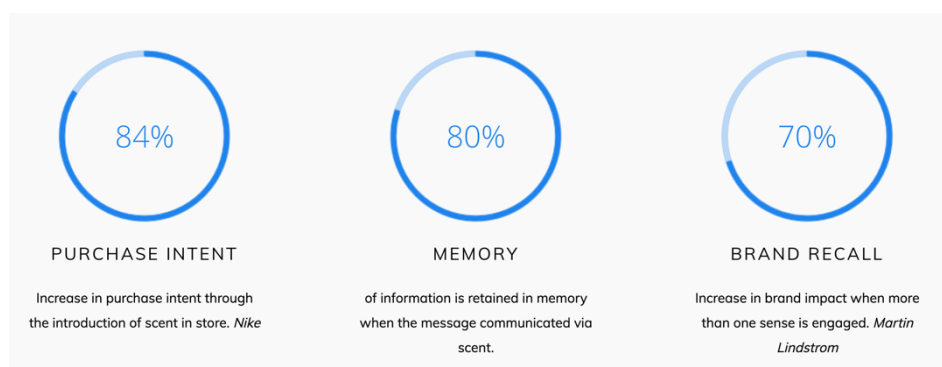 84%
80%
70%
PURCHASE INTENT
MEMORY
BRAND RECALL
Increase in purchase intent through
the introduction of scent in store. Nike
of information is retained in memory
when the message communicated via
scent.
Increase in brand impact when more
than one sense is engaged. Martin
Lindstrom